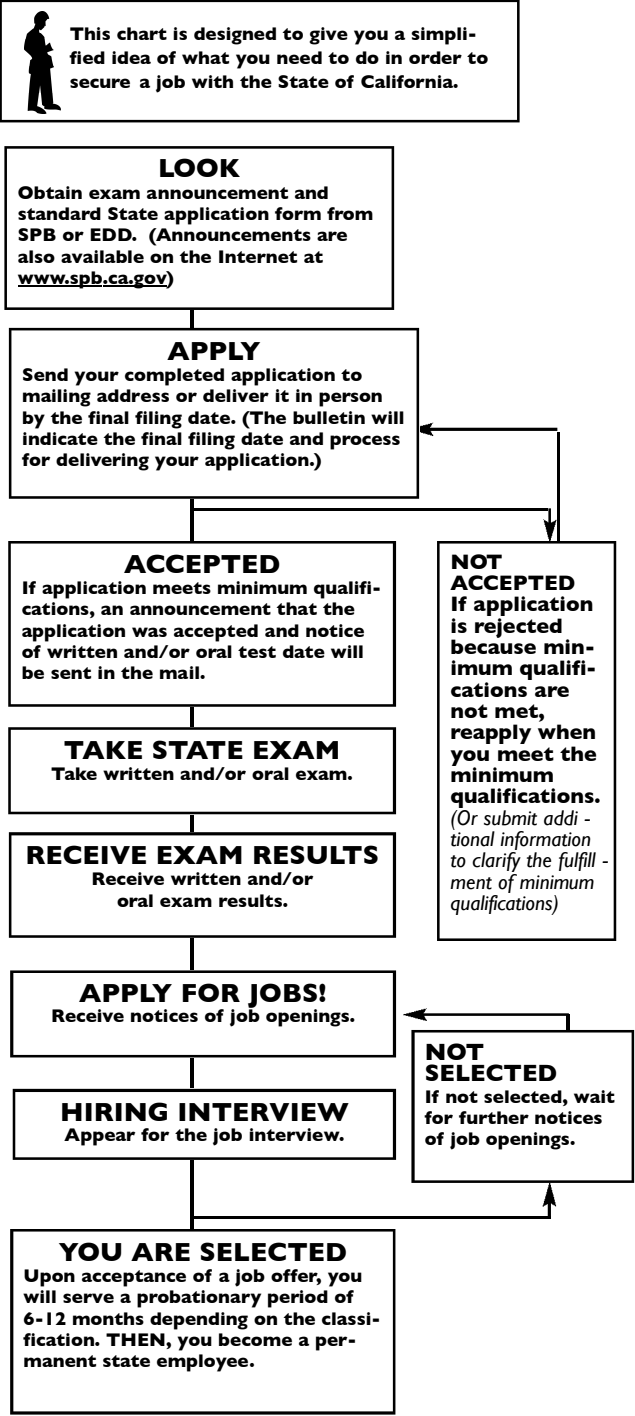 This chart is designed to give you a simpli-
fied idea of what you need to do in order to
secure a job with the State of California.
LOOK
Obtain exam announcement and
standard State application form from
SPB or EDD. (Announcements are
also available on the Internet at
www.spb.ca.gov)
APPLY
Send your completed application to
mailing address or deliver it in person
by the final filing date. (The bulletin will
indicate the final filing date and process
for delivering your application.)
ACCEPTED
If application meets minimum qualifi-
cations, an announcement that the
application was accepted and notice
of written and/or oral test date will
be sent in the mail.
NOT
ACCEPTED
If application
is rejected
because min-
imum qualifi-
cations are
not met,
reapply when
you meet the
minimum
qualifications.
(Or submit addi -
tional information
to clarify the fulfill -
ment of minimum
qualifications)
TAKE STATE EXAM
Take written and/or oral exam.
RECEIVE EXAM RESULTS
Receive written and/or
oral exam results.
APPLY FOR JOBS!
Receive notices of job openings.
HIRING INTERVIEW
Appear for the job interview.
NOT
SELECTED
If not selected, wait
for further notices
of job openings.
YOU ARE SELECTED
Upon acceptance of a job offer, you
will serve a probationary period of
6-12 months depending on the classi-
fication. THEN, you become a per-
manent state employee.